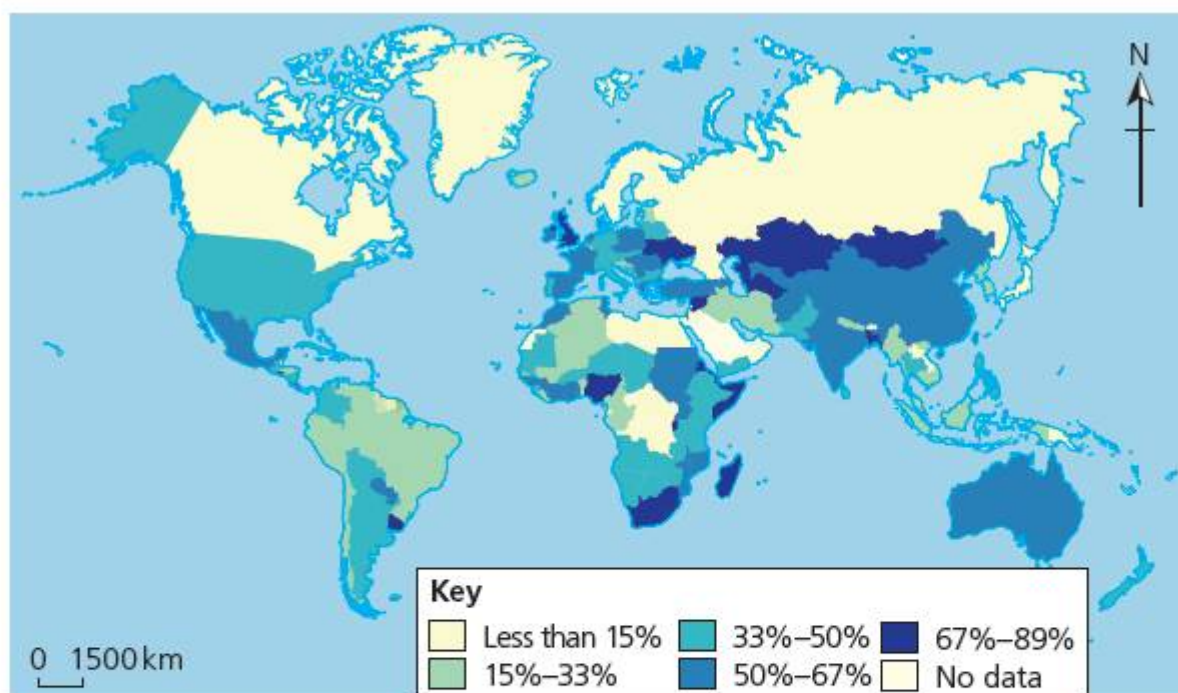 N
Key
Less than 15% 33%–50% 67%–89%
15%–33% 50%–67% No data
0 1500 km